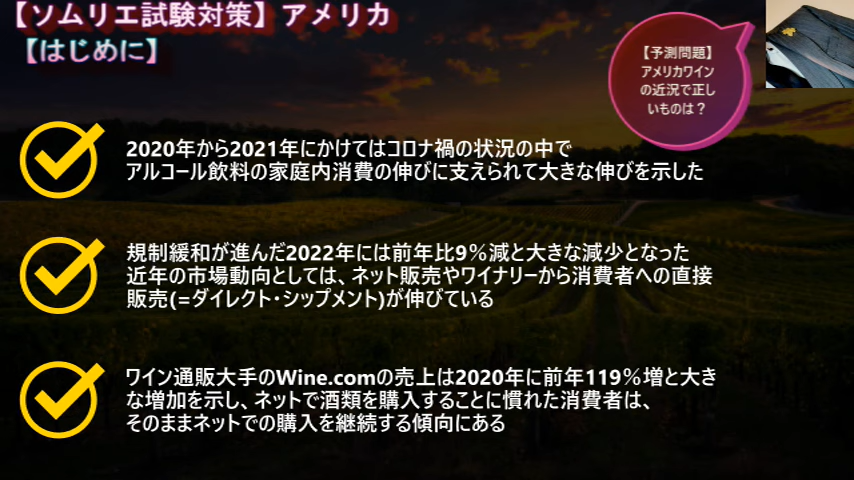 【ソムリエ試験対策】アメリカ
【はじめに】
【予測問題】
アメリカワイン
の近況で正し
いものは？
2020年から2021年にかけてはコロナ禍の状況の中で
アルコール飲料の家庭内消費の伸びに支えられて大きな伸びを示した
規制緩和が進んだ2022年には前年比9％減と大きな減少となった
近年の市場動向としては、ネット販売やワイナリーから消費者への直接
販売(=ダイレクト・シップメント)が伸びている
ワイン通販大手のWine.comの売上は2020年に前年119％増と大き
な増加を示し、ネットで酒類を購入することに慣れた消費者は、
そのままネットでの購入を継続する傾向にある